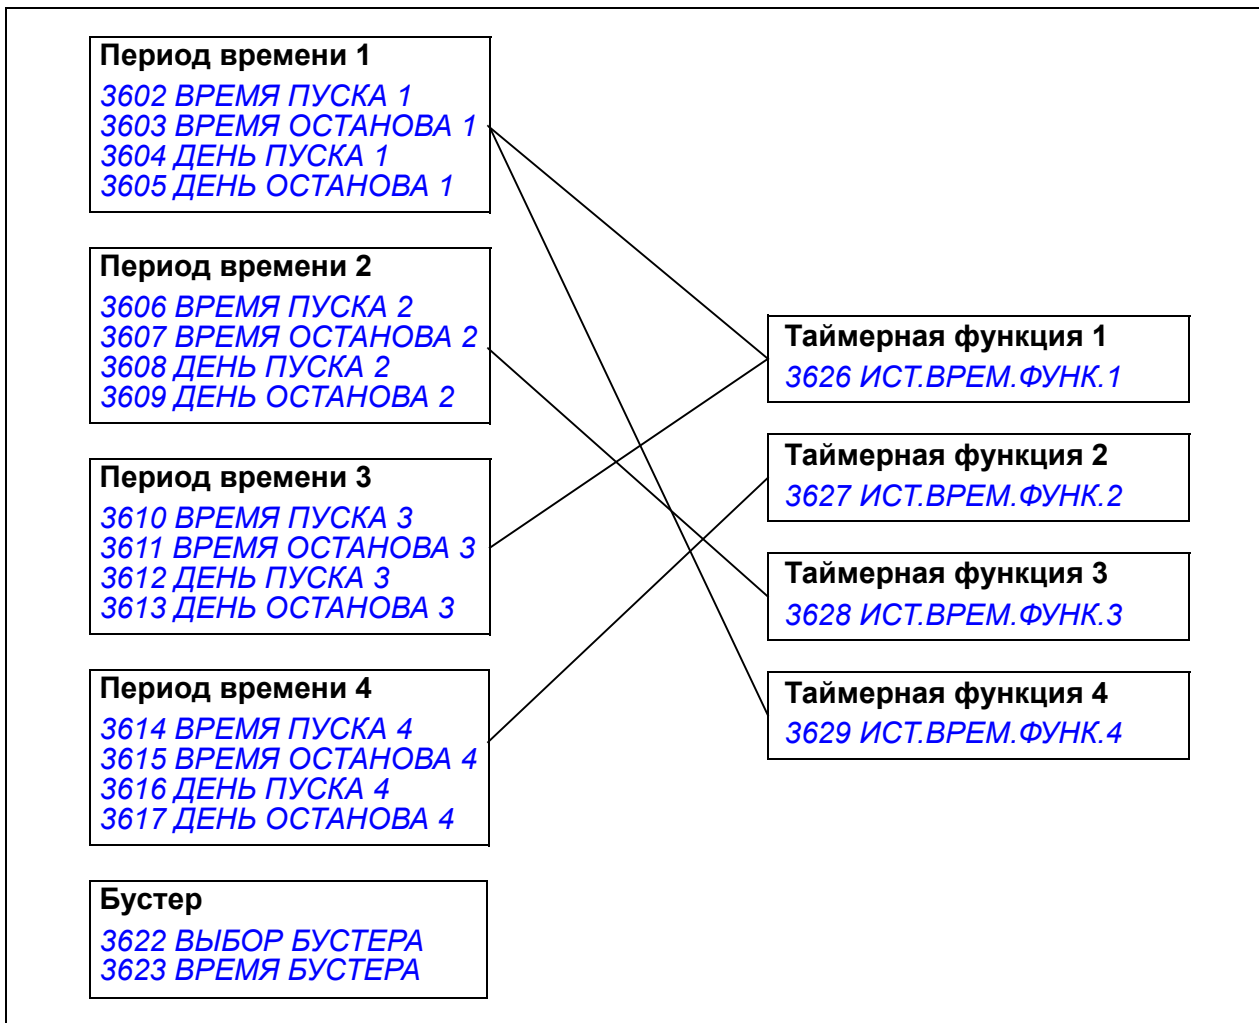 Период времени 1
3602 ВРЕМЯ ПУСКА 1
3603 ВРЕМЯ ОСТАНОВА 1
3604 ДЕНЬ ПУСКА 1
3605 ДЕНЬ ОСТАНОВА 1
Период времени 2
3606 ВРЕМЯ ПУСКА 2
3607 ВРЕМЯ ОСТАНОВА 2
3608 ДЕНЬ ПУСКА 2
3609 ДЕНЬ ОСТАНОВА 2
Период времени 3
3610 ВРЕМЯ ПУСКА 3
3611 ВРЕМЯ ОСТАНОВА 3
3612 ДЕНЬ ПУСКА 3
3613 ДЕНЬ ОСТАНОВА 3
Период времени 4
3614 ВРЕМЯ ПУСКА 4
3615 ВРЕМЯ ОСТАНОВА 4
3616 ДЕНЬ ПУСКА 4
3617 ДЕНЬ ОСТАНОВА 4
Бустер
3622 ВЫБОР БУСТЕРА
3623 ВРЕМЯ БУСТЕРА
Таймерная функция 1
3626 ИСТ.ВРЕМ.ФУНК.1
Таймерная функция 2
3627 ИСТ.ВРЕМ.ФУНК.2
Таймерная функция 3
3628 ИСТ.ВРЕМ.ФУНК.3
Таймерная функция 4
3629 ИСТ.ВРЕМ.ФУНК.4